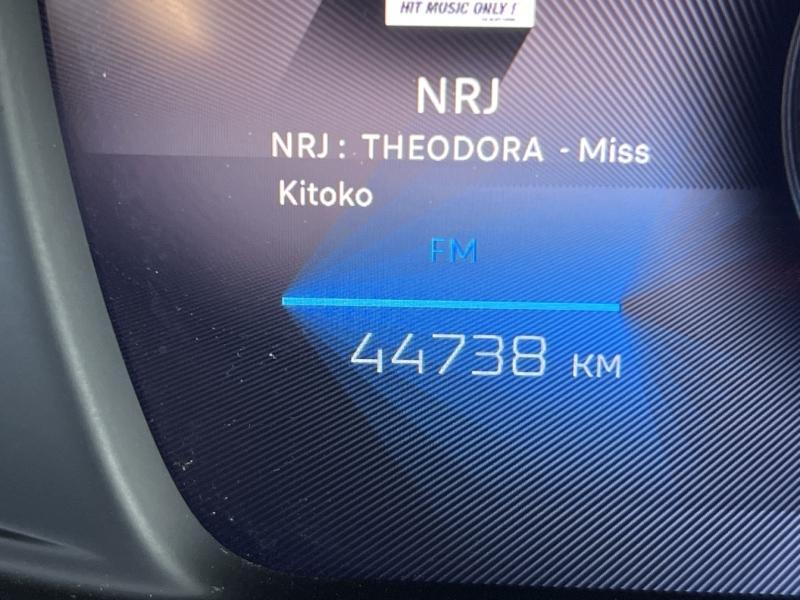 HIT MUSIC ONLY !
NRJ
NRJ : THEODORA - Miss
Kitoko
FM
44738 KM